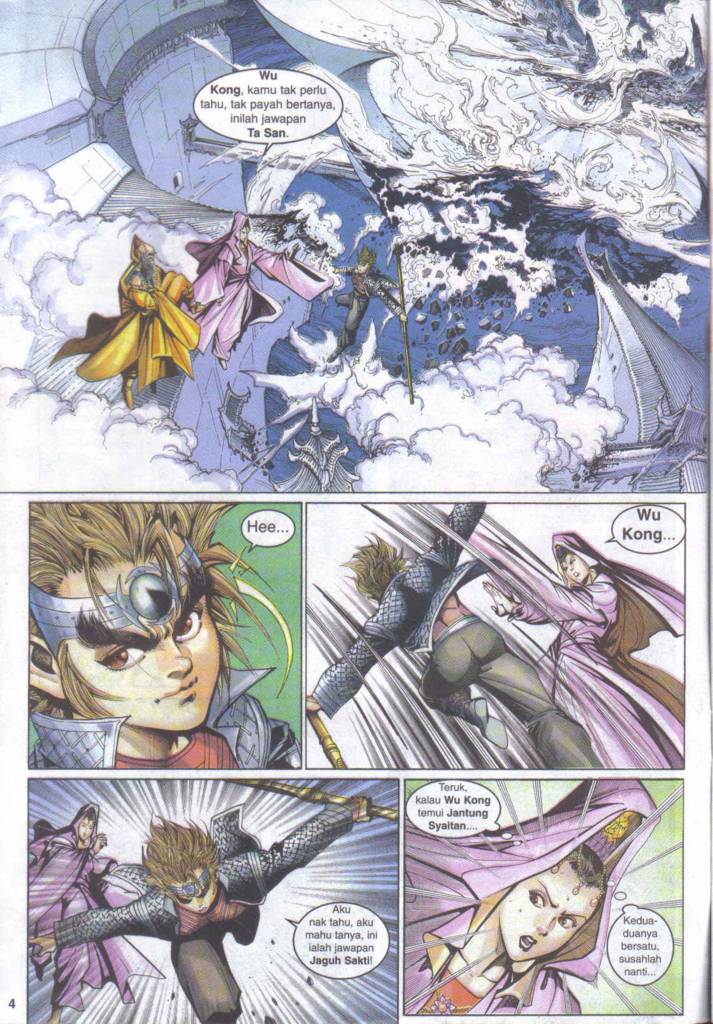 Wu
Kong, kamu tak perlu
tahu, tak payah bertanya,
inilah jawapan
Ta San.
Hee...
Wu
Kong...
Aku
nak tahu, aku
mahu tanya, ini
ialah jawapan
Jaguh Sakti!
Teruk,
kalau Wu Kong
temui Jantung
Syaitan....
Kedua-
duanya
bersatu,
susahlah
nanti...
4